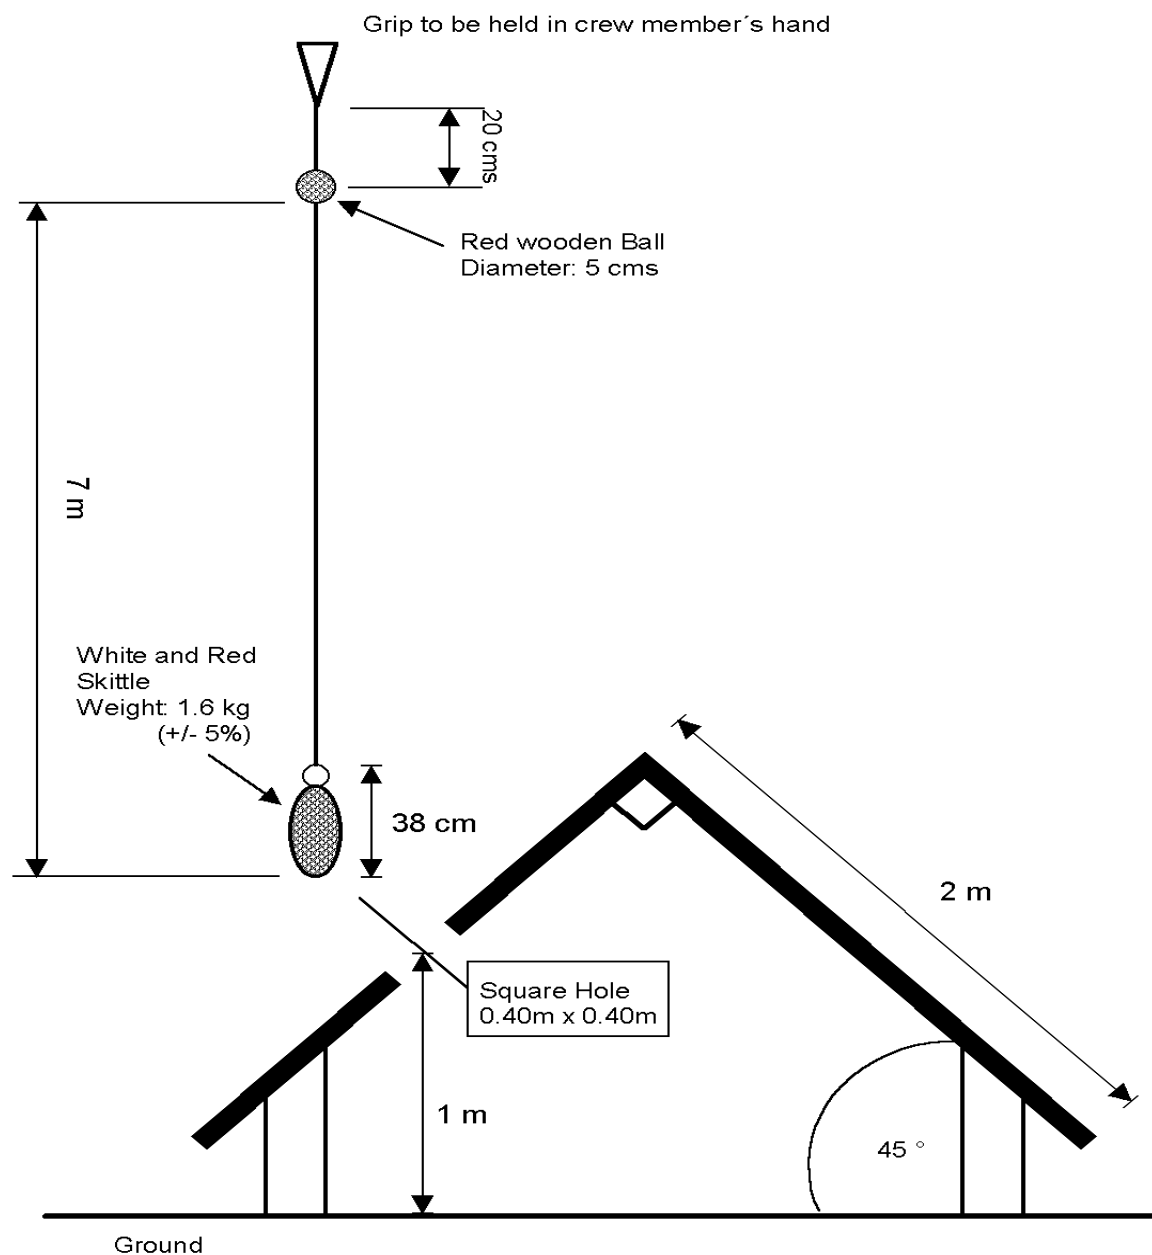 Grip to be held in crew member´s hand
20 cms
Red wooden Ball
Diameter: 5 cms
7 m
White and Red
Skittle
Weight: 1.6 kg
(+/- 5%)
38 cm
2 m
Square Hole
0.40m x 0.40m
1 m
45 °
Ground